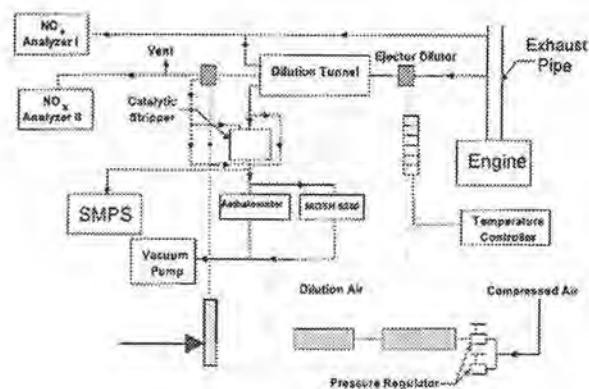 NOx
Analyzer I
Vent
Ejector Dilutor
Exhaust
Pipe
Dilution Tunnel
NOx
Analyzer II
Catalytic
Stripper
Engine
SMPS
Aethalometer
Temperature
Controller
Vacuum
Pump
Dilution Air
Compressed Air
Pressure Regulator